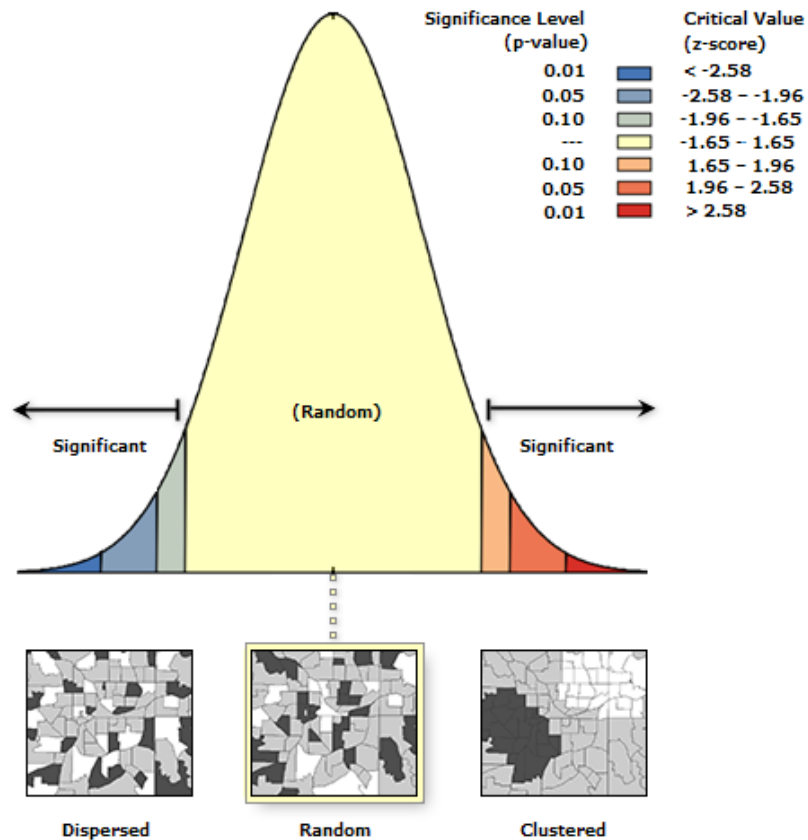 Significance Level
(p-value)
Critical Value
(z-score)
0.01 < -2.58
0.05 -2.58 – -1.96
0.10 -1.96 – -1.65
--- -1.65 – 1.65
0.10 1.65 – 1.96
0.05 1.96 – 2.58
0.01 > 2.58
(Random)
Significant
Significant
Dispersed
Random
Clustered